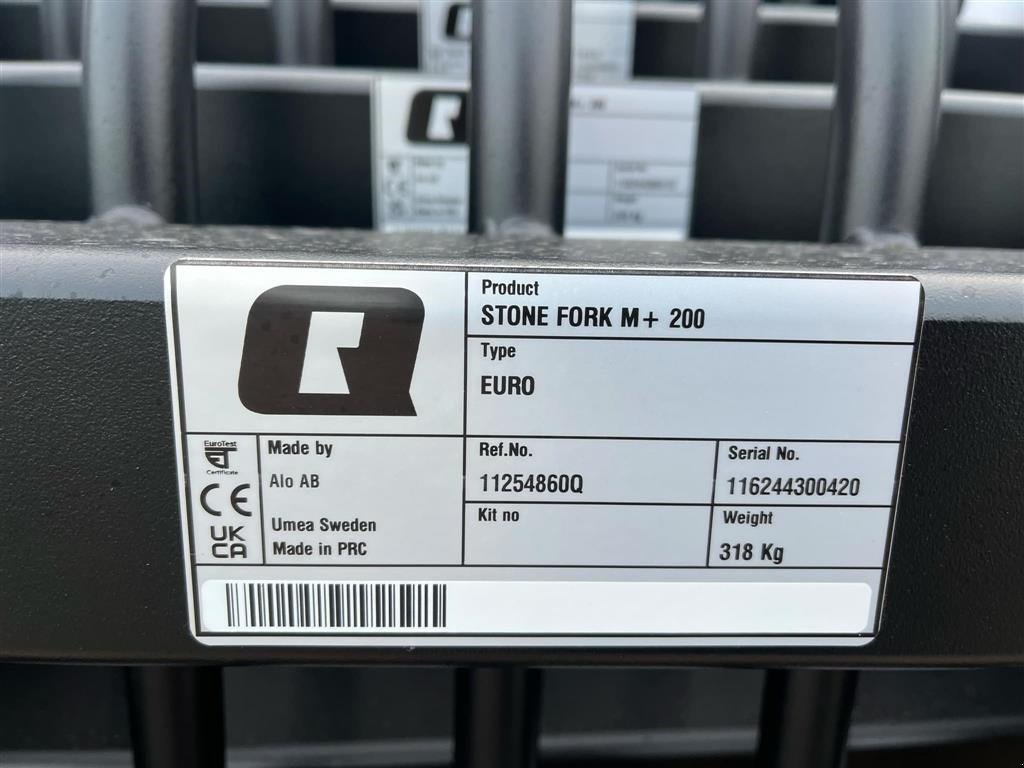 Product
STONE FORK M+ 200
Type
EURO
EuroTest
Certificate
CE
UK
CA
Made by
Alo AB
Umea Sweden
Made in PRC
Ref.No.
11254860Q
Serial No.
116244300420
Kit no
Weight
318 Kg